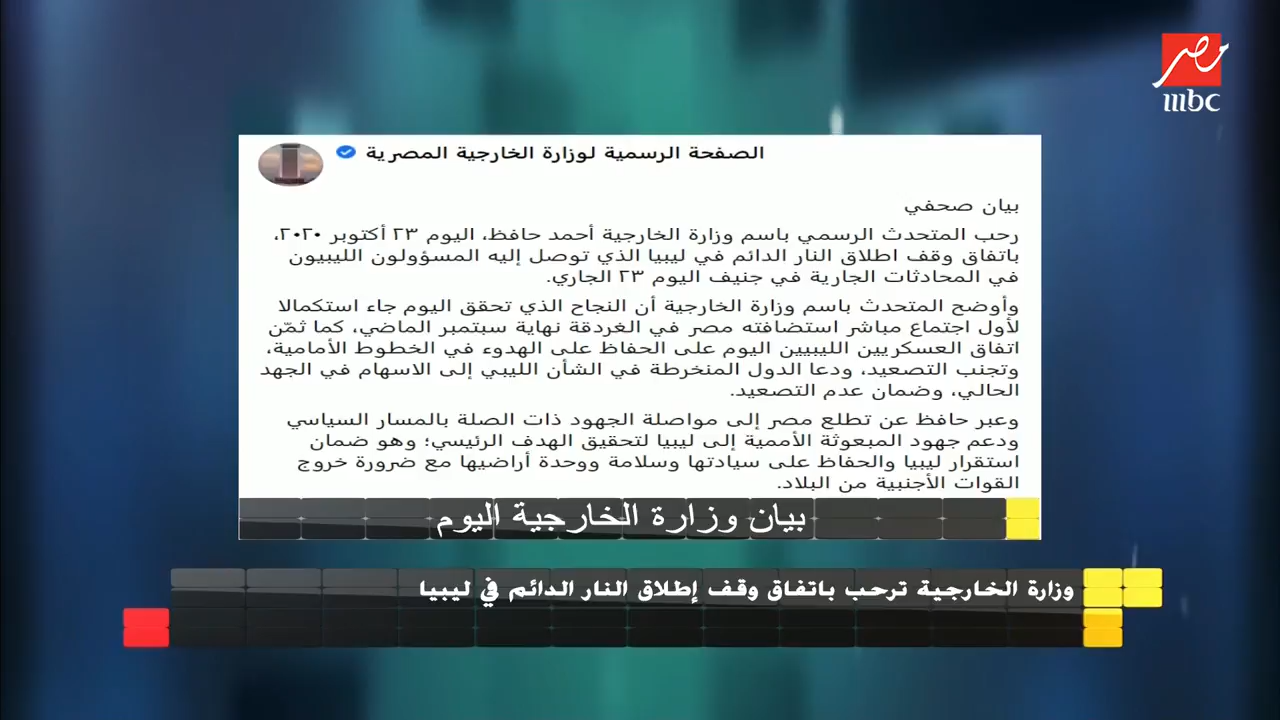 مصر
mbc
الصفحة الرسمية لوزارة الخارجية المصرية
بيان صحفي
رحب المتحدث الرسمي باسم وزارة الخارجية أحمد حافظ، اليوم ٢٣ أكتوبر ٢٠٢٠،
باتفاق وقف اطلاق النار الدائم في ليبيا الذي توصل إليه المسؤولون الليبيون
في المحادثات الجارية في جنيف اليوم ٢٣ الجاري.
وأوضح المتحدث باسم وزارة الخارجية أن النجاح الذي تحقق اليوم جاء استكمالا
لأول اجتماع مباشر استضافته مصر في الغردقة نهاية سبتمبر الماضي، كما ثمّن
اتفاق العسكريين الليبيين اليوم على الحفاظ على الهدوء في الخطوط الأمامية،
وتجنب التصعيد، ودعا الدول المنخرطة في الشأن الليبي إلى الاسهام في الجهد
الحالي، وضمان عدم التصعيد.
وعبر حافظ عن تطلع مصر إلى مواصلة الجهود ذات الصلة بالمسار السياسي
ودعم جهود المبعوثة الأممية إلى ليبيا لتحقيق الهدف الرئيسي؛ وهو ضمان
استقرار ليبيا والحفاظ على سيادتها وسلامة ووحدة أراضيها مع ضرورة خروج
القوات الأجنبية من البلاد.
بيان وزارة الخارجية اليوم
وزارة الخارجية ترحب باتفاق وقف إطلاق النار الدائم في ليبيا